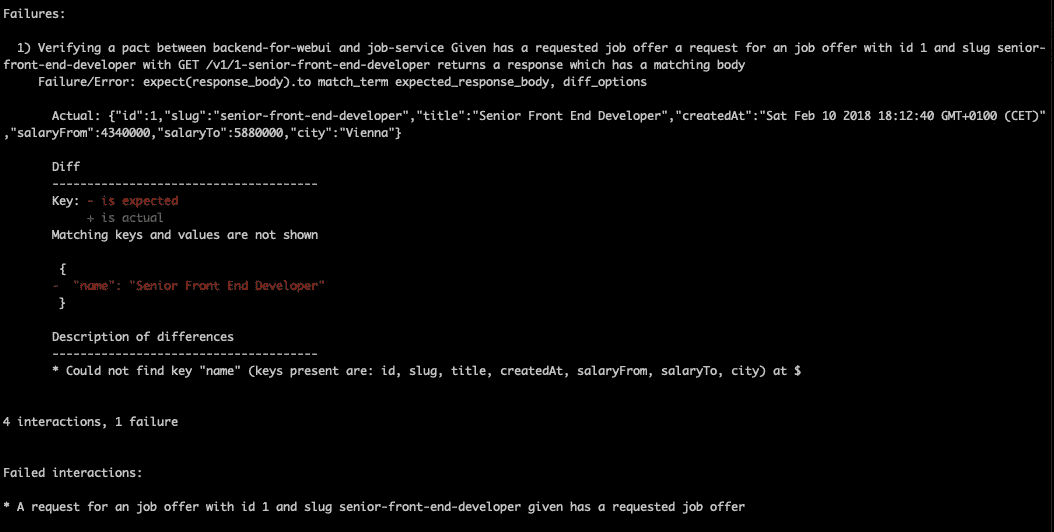 Failures:
1) Verifying a pact between backend-for-webui and job-service Given has a requested job offer a request for an job offer with id 1 and slug senior-
front-end-developer with GET /v1/1-senior-front-end-developer returns a response which has a matching body
Failure/Error: expect(response_body).to match_term expected_response_body, diff_options
Actual: {"id":1,"slug":"senior-front-end-developer","title":"Senior Front End Developer","createdAt":"Sat Feb 10 2018 18:12:40 GMT+0100 (CET)"
,"salaryFrom":4340000,"salaryTo":5880000,"city":"Vienna"}
Diff
--------------------------------------
Key: - is expected
+ is actual
Matching keys and values are not shown
{
-  "name": "Senior Front End Developer"
}
Description of differences
--------------------------------------
* Could not find key "name" (keys present are: id, slug, title, createdAt, salaryFrom, salaryTo, city) at $
4 interactions, 1 failure
Failed interactions:
* A request for an job offer with id 1 and slug senior-front-end-developer given has a requested job offer